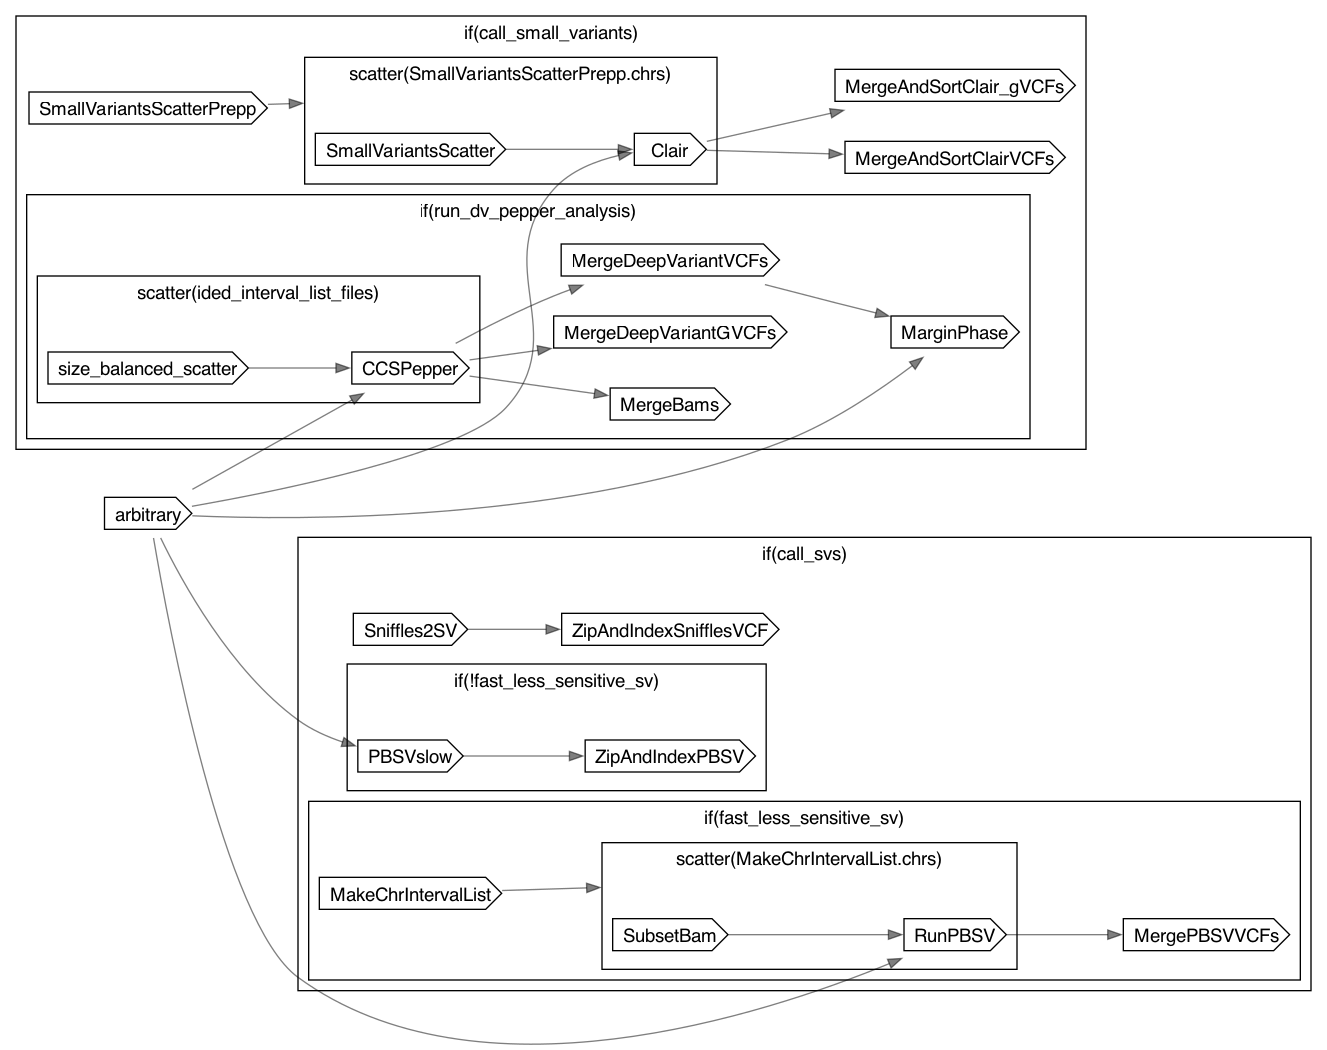 if(call_small_variants)
scatter(SmallVariantsScatterPrepp.chrs)
SmallVariantsScatterPrepp
SmallVariantsScatter
Clair
MergeAndSortClair_gVCFs
MergeAndSortClairVCFs
if(run_dv_pepper_analysis)
scatter(ided_interval_list_files)
size_balanced_scatter
CCSPepper
MergeDeepVariantVCFs
MergeDeepVariantGVCFs
MergeBams
MarginPhase
arbitrary
if(call_svs)
Sniffles2SV
ZipAndIndexSnifflesVCF
if(!fast_less_sensitive_sv)
PBSVslow
ZipAndIndexPBSV
if(fast_less_sensitive_sv)
scatter(MakeChrIntervalList.chrs)
MakeChrIntervalList
SubsetBam
RunPBSV
MergePBSVVCFs